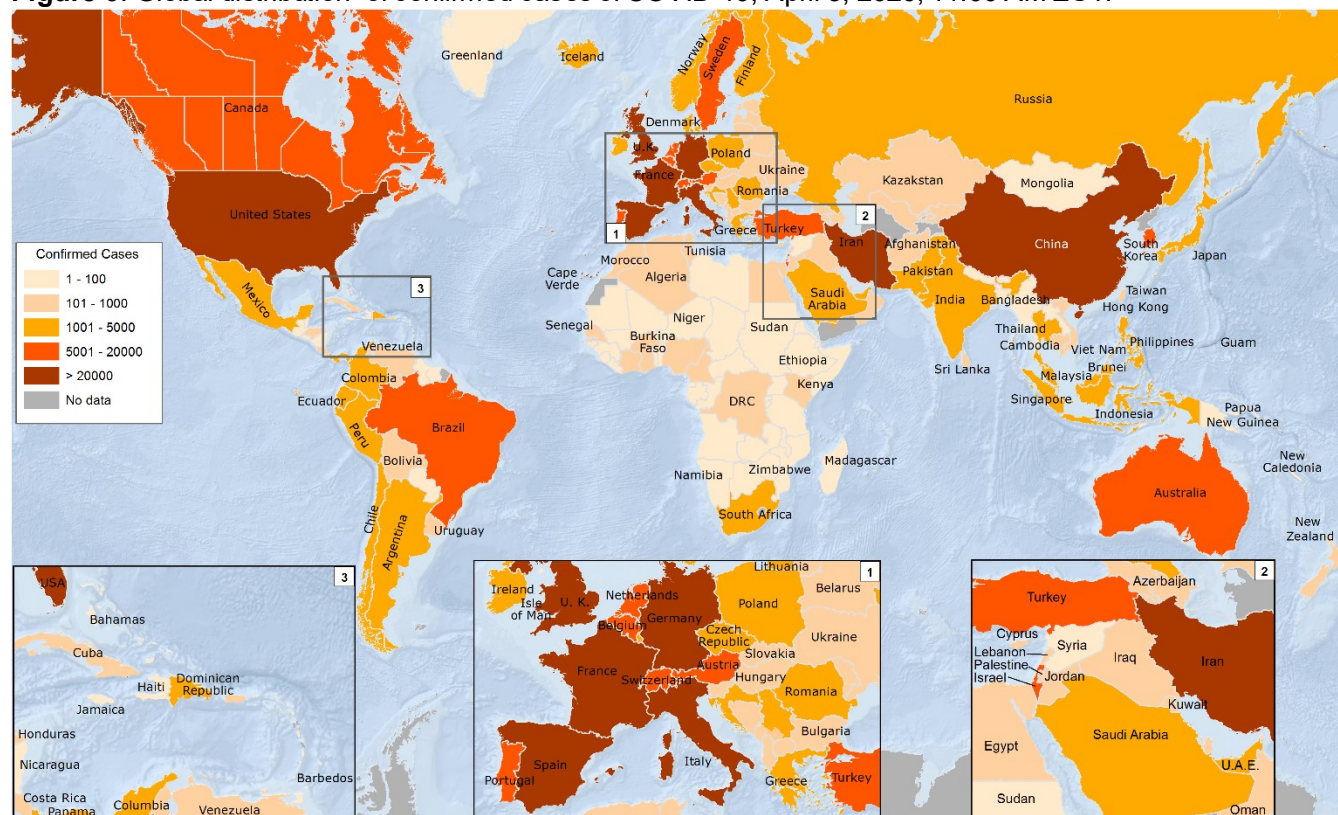 Greenland
Iceland
Norway
Sweden
Finland
Russia
Canada
Denmark
U.K.
Poland
Ukraine
Kazakstan
Mongolia
France
Romania
United States
1
Greece
Turkey
2
Iran
Afghanistan
China
South
Korea
Japan
Confirmed Cases
1 - 100
101 - 1000
1001 - 5000
5001 - 20000
> 20000
No data
Mexico
3
Cape
Verde
Morocco
Tunisia
Algeria
Saudi
Arabia
Pakistan
India
Bangladesh
Taiwan
Hong Kong
Venezuela
Senegal
Burkina
Faso
Niger
Sudan
Ethiopia
Thailand
Cambodia
Viet Nam
Philippines
Guam
Colombia
Ecuador
Kenya
Sri Lanka
Malaysia
Brunei
Singapore
Indonesia
Papua
New Guinea
Peru
Brazil
DRC
Bolivia
Namibia
Zimbabwe
Madagascar
New
Caledonia
Chile
Argentina
Uruguay
South Africa
Australia
New
Zealand
3
USA
Bahamas
Cuba
Haiti
Dominican
Republic
Jamaica
Honduras
Nicaragua
Barbedos
Costa Rica
Panama
Columbia
Venezuela
1
Lithuania
Ireland
Isle
of Man
U. K.
Netherlands
Belgium
Germany
Poland
Belarus
Czech
Republic
Ukraine
Slovakia
France
Switzerland
Austria
Hungary
Romania
Bulgaria
Portugal
Spain
Italy
Greece
Turkey
2
Azerbaijan
Turkey
Cyprus
Lebanon
Palestine
Israel
Syria
Iraq
Iran
Jordan
Kuwait
Egypt
Saudi Arabia
U.A.E.
Sudan
Oman